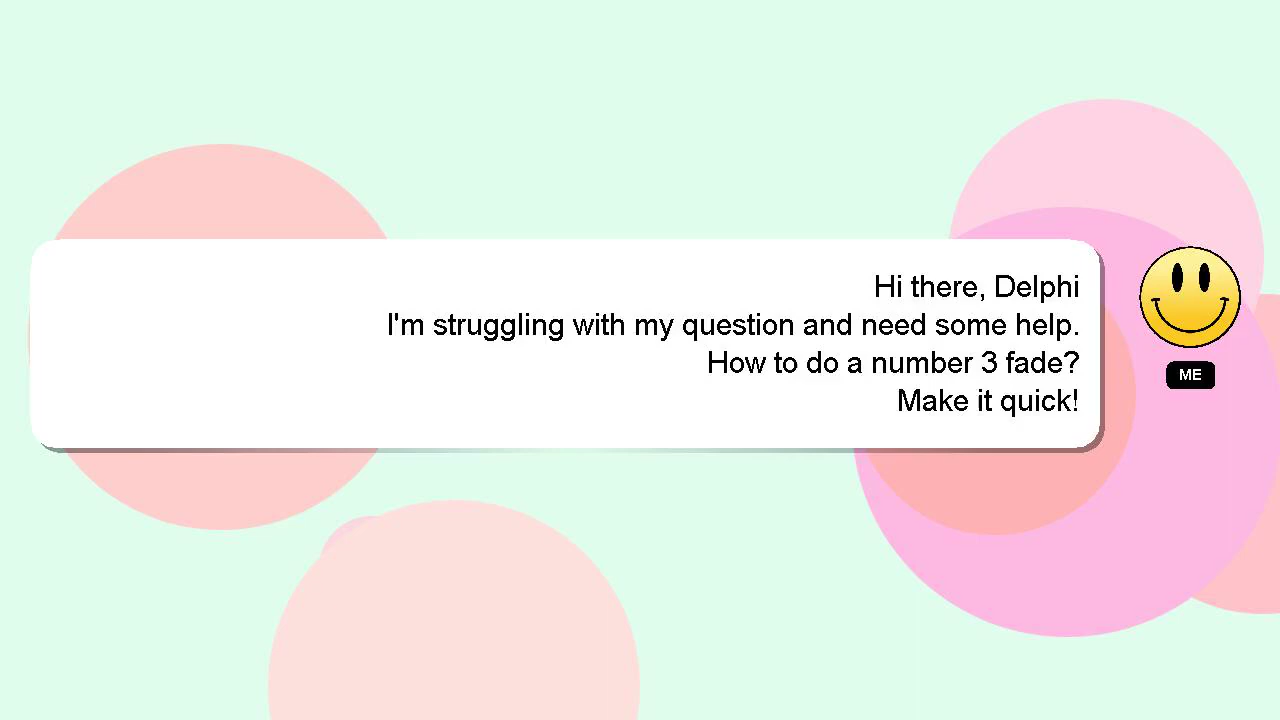 Hi there, Delphi
I'm struggling with my question and need some help.
How to do a number 3 fade?
Make it quick!
ME